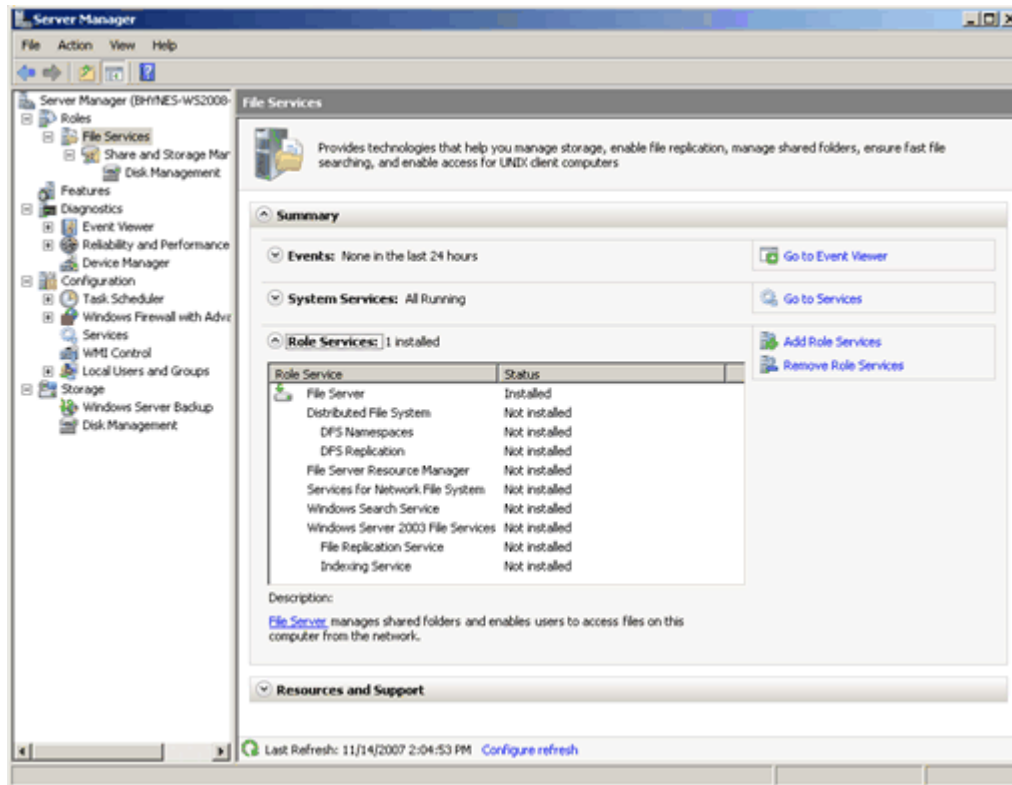 Server Manager
File Action View Help
Server Manager (BHYNES-WS2008-
Roles
File Services
Share and Storage Mar
Disk Management
Features
Diagnostics
Event Viewer
Reliability and Performance
Device Manager
Configuration
Task Scheduler
Windows Firewall with Adva
Services
WMI Control
Local Users and Groups
Storage
Windows Server Backup
Disk Management
File Services
Provides technologies that help you manage storage, enable file replication, manage shared folders, ensure fast file
searching, and enable access for UNIX client computers
Summary
Events: None in the last 24 hours
Go to Event Viewer
System Services: All Running
Go to Services
Role Services: 1 installed
Add Role Services
Remove Role Services
Role Service Status
File Server Installed
Distributed File System Not installed
DFS Namespaces Not installed
DFS Replication Not installed
File Server Resource Manager Not installed
Services for Network File System Not installed
Windows Search Service Not installed
Windows Server 2003 File Services Not installed
File Replication Service Not installed
Indexing Service Not installed
Description:
File Server manages shared folders and enables users to access files on this
computer from the network.
Resources and Support
Last Refresh: 11/14/2007 2:04:53 PM Configure refresh